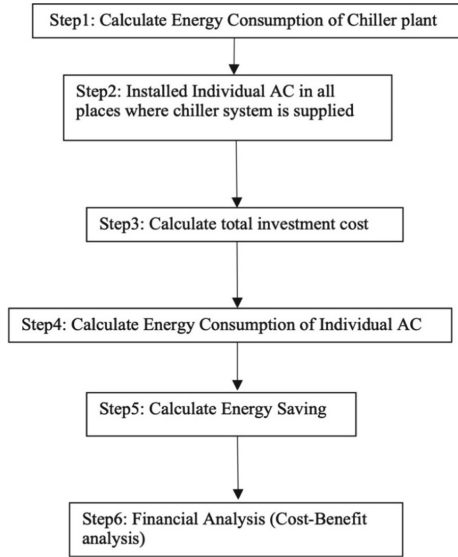 Step1: Calculate Energy Consumption of Chiller plant
Step2: Installed Individual AC in all
places where chiller system is supplied
Step3: Calculate total investment cost
Step4: Calculate Energy Consumption of Individual AC
Step5: Calculate Energy Saving
Step6: Financial Analysis (Cost-Benefit
analysis)